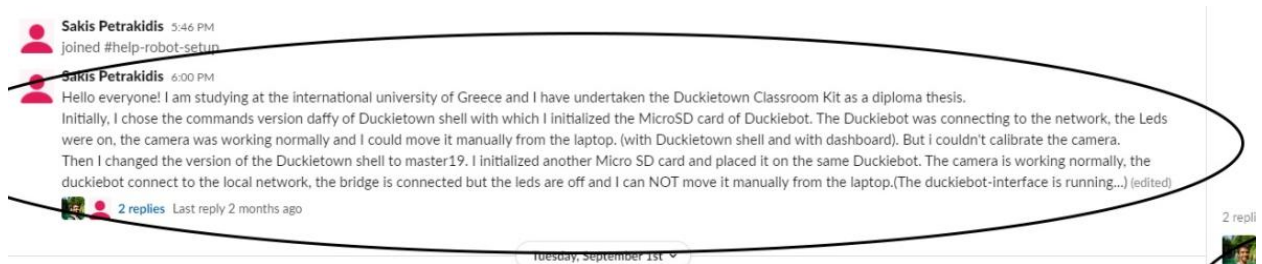 Sakis Petrakidis 5:46 PM
joined #help-robot-setup
Sakis Petrakidis 6:00 PM
Hello everyone! I am studying at the international university of Greece and I have undertaken the Duckietown Classroom Kit as a diploma thesis.
Initially, I chose the commands version daffy of Duckietown shell with which I initialized the MicroSD card of Duckiebot. The Duckiebot was connecting to the network, the Leds
were on, the camera was working normally and I could move it manually from the laptop. (with Duckietown shell and with dashboard). But i couldn't calibrate the camera.
Then I changed the version of the Duckietown shell to master19. I initialized another Micro SD card and placed it on the same Duckiebot. The camera is working normally, the
duckiebot connect to the local network, the bridge is connected but the leds are off and I can NOT move it manually from the laptop.(The duckiebot-interface is running...) (edited)
2 replies Last reply 2 months ago
2 repli
Tuesday, September 1st